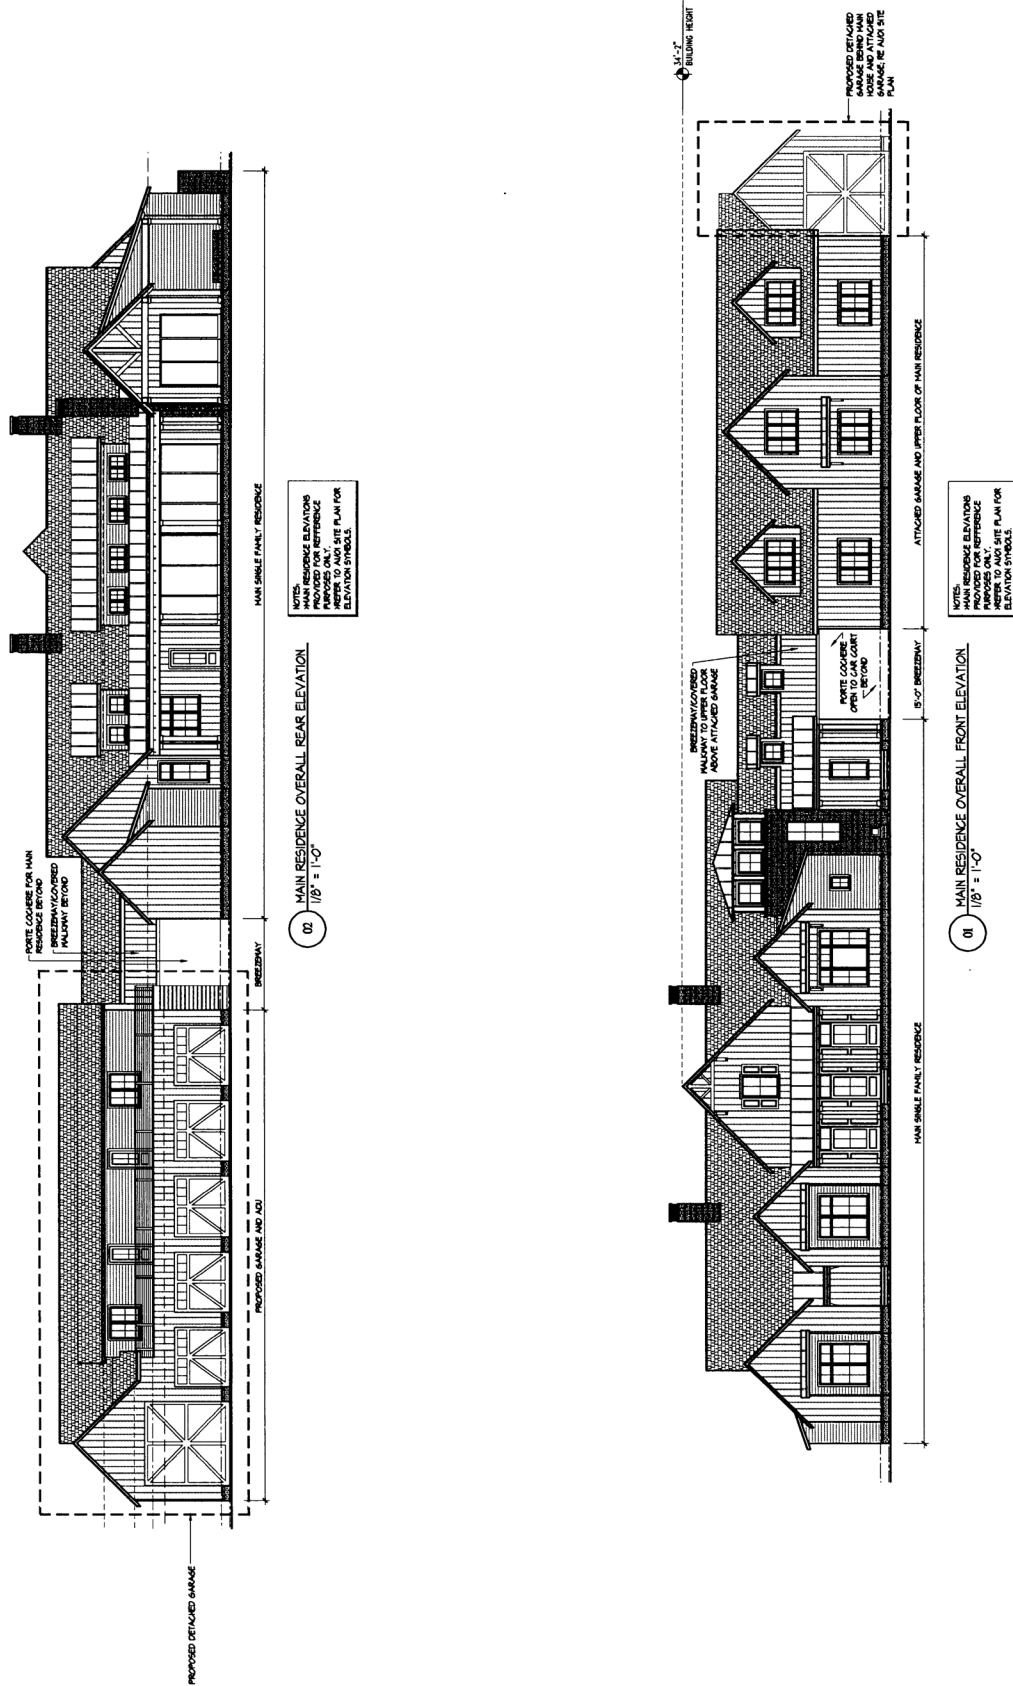 PORTE COCHERE FOR MAIN
RESIDENCE BEYOND
BREEZEWAY/COVERED
WALKWAY BEYOND
PROPOSED DETACHED GARAGE
PROPOSED GARAGE AND ADU
BREEZEWAY
MAIN SINGLE FAMILY RESIDENCE
02
MAIN RESIDENCE OVERALL REAR ELEVATION
1/8" = 1'-0"
NOTES:
MAIN RESIDENCE ELEVATIONS
PROVIDED FOR REFFERENCE
PURPOSES ONLY.
REFER TO AUO1 SITE PLAN FOR
ELEVATION SYMBOLS.
34'-2"
BUILDING HEIGHT
BREEZEWAY/COVERED
WALKWAY TO UPPER FLOOR
ABOVE ATTACHED GARAGE
PORTE COCHERE
OPEN TO CAR COURT
BEYOND
PROPOSED DETACHED
GARAGE BEHIND MAIN
HOUSE AND ATTACHED
GARAGE; RE AUO1 SITE
PLAN
MAIN SINGLE FAMILY RESIDENCE
15'-0" BREEZEWAY
ATTACHED GARAGE AND UPPER FLOOR OF MAIN RESIDENCE
01
MAIN RESIDENCE OVERALL FRONT ELEVATION
1/8" = 1'-0"
NOTES:
MAIN RESIDENCE ELEVATIONS
PROVIDED FOR REFFERENCE
PURPOSES ONLY.
REFER TO AUO1 SITE PLAN FOR
ELEVATION SYMBOLS.